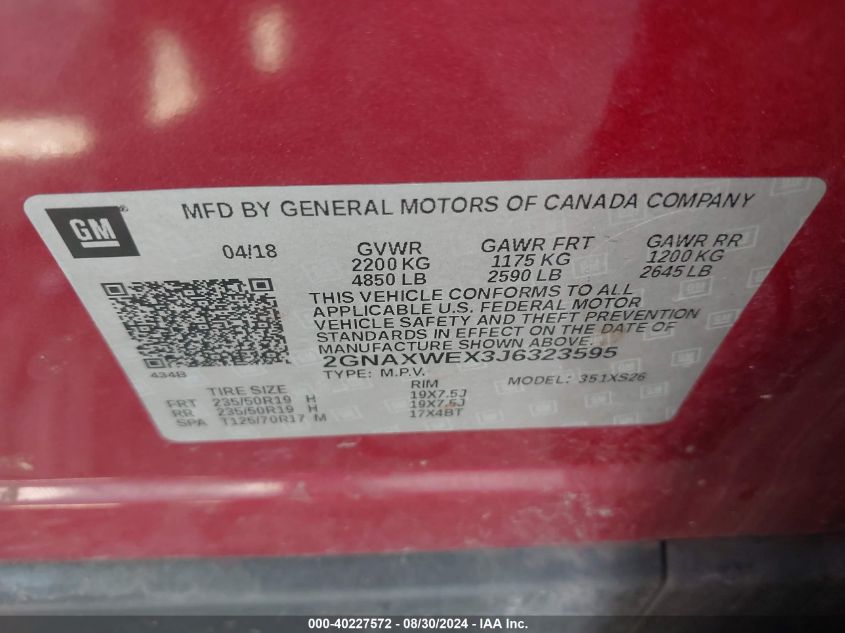 GM
MFD BY GENERAL MOTORS OF CANADA COMPANY
04/18 GVWR GAWR FRT GAWR RR
2200 KG 1175 KG 1200 KG
4850 LB 2590 LB 2645 LB
THIS VEHICLE CONFORMS TO ALL
APPLICABLE U.S. FEDERAL MOTOR
VEHICLE SAFETY AND THEFT PREVENTION
STANDARDS IN EFFECT ON THE DATE OF
MANUFACTURE SHOWN ABOVE.
2GNAXWEX3J6323595
434B TYPE: M.P.V. MODEL: 351XS26
TIRE SIZE RIM
FRT 235/50R19 H 19X7.5J
RR 235/50R19 H 19X7.5J
SPA T125/70R17 M 17X4BT
000-40227572 - 08/30/2024 - IAA Inc.